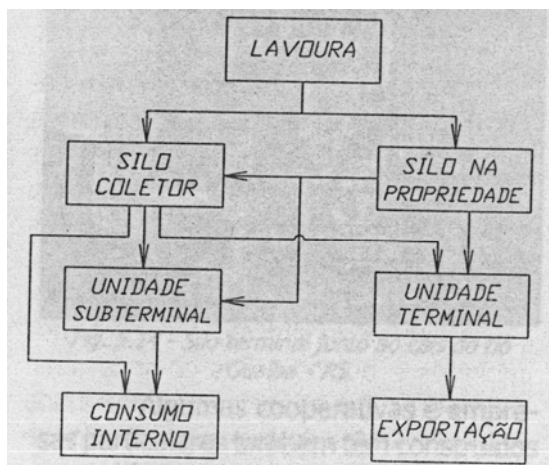 LAVOURA
SILO
COLETOR
SILO NA
PROPRIEDADE
UNIDADE
SUBTERMINAL
UNIDADE
TERMINAL
CONSUMO
INTERNO
EXPORTAÇÃO